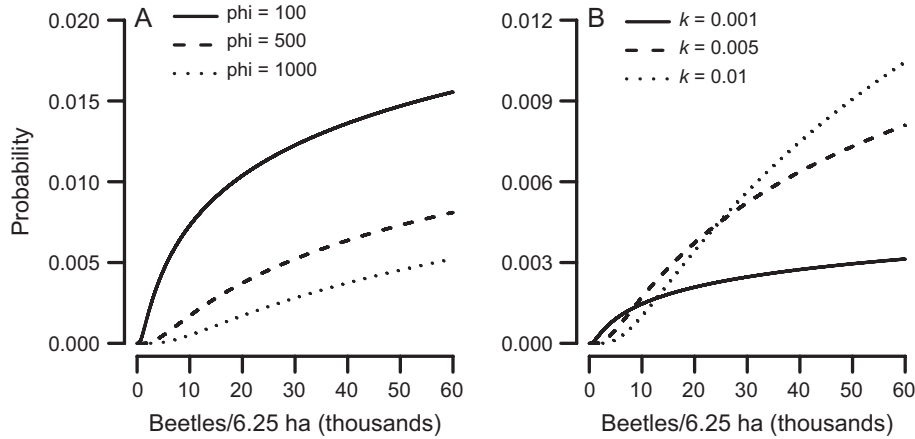 A
phi = 100
phi = 500
phi = 1000
0.020
0.015
0.010
0.005
0.000
Probability
0 10 20 30 40 50 60
Beetles/6.25 ha (thousands)
B
k = 0.001
k = 0.005
k = 0.01
0.012
0.009
0.006
0.003
0.000
0 10 20 30 40 50 60
Beetles/6.25 ha (thousands)